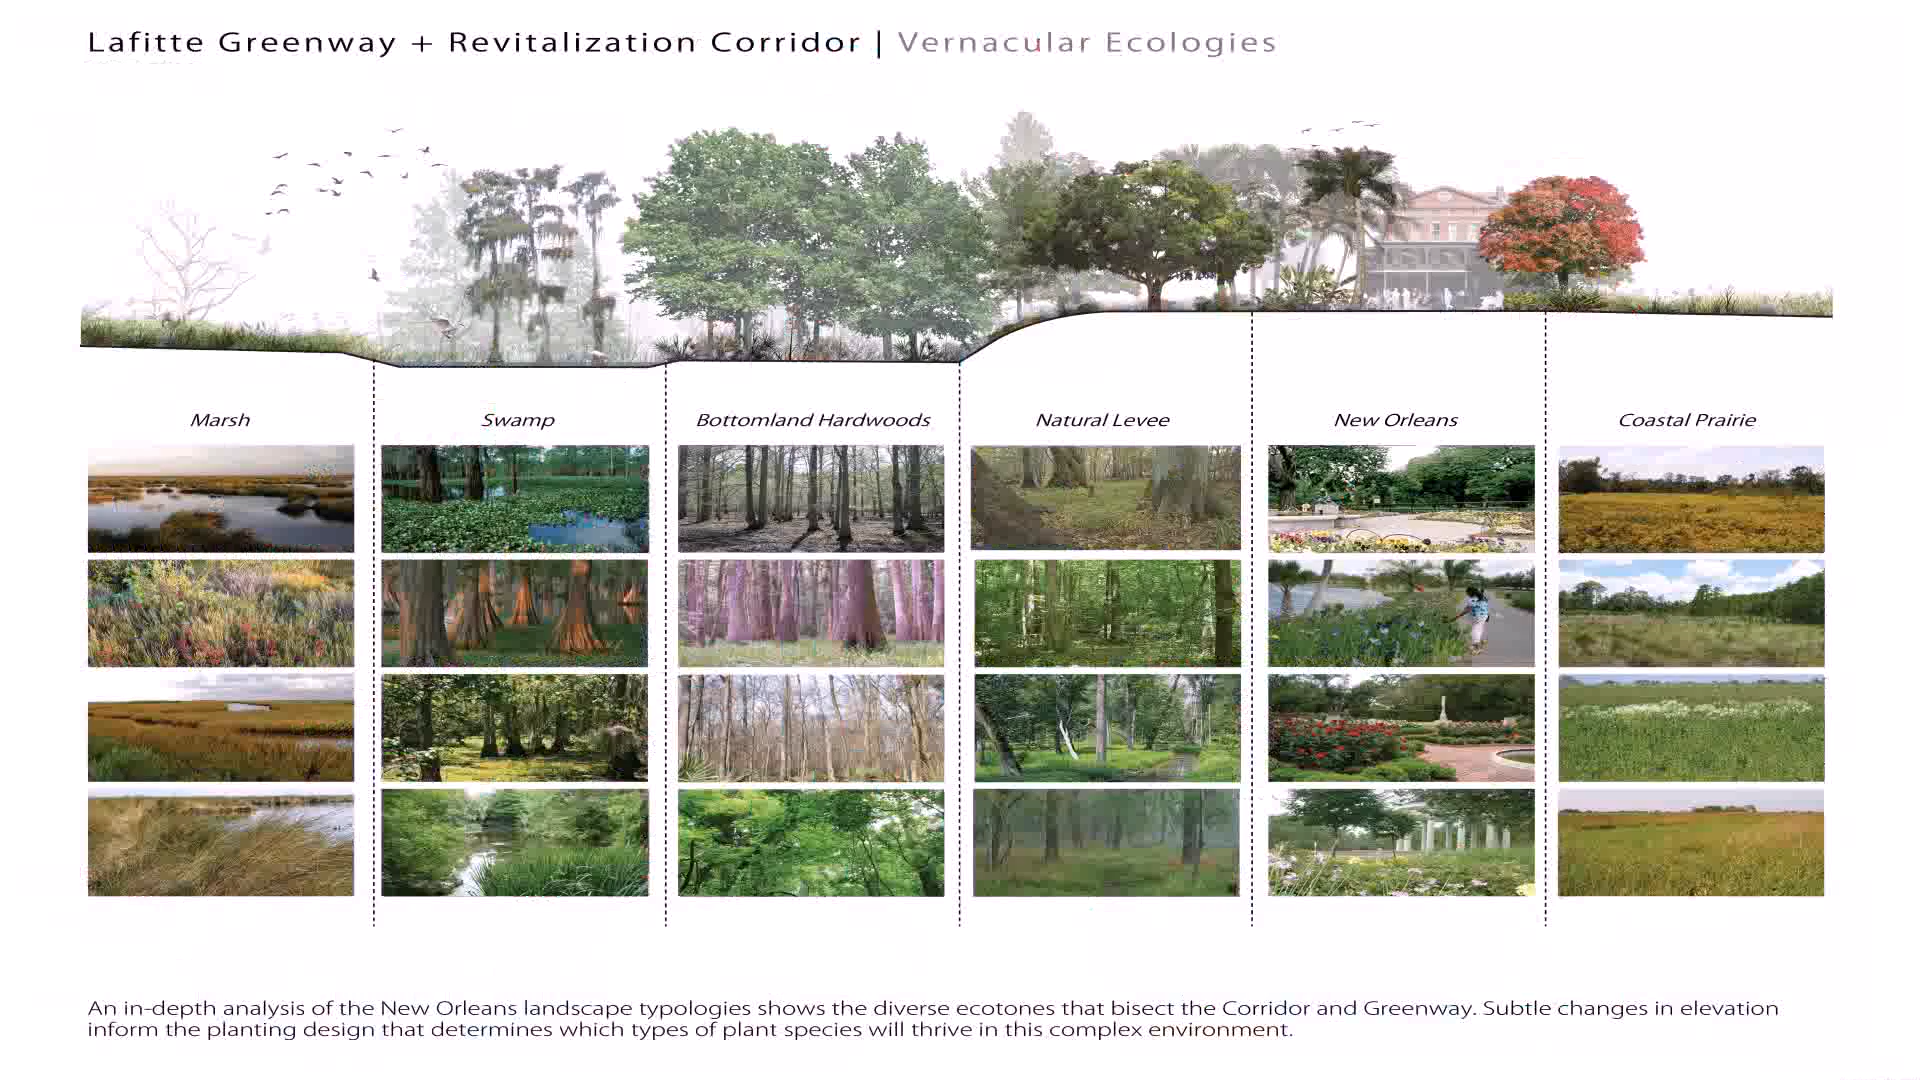 Lafitte Greenway + Revitalization Corridor | Vernacular Ecologies
Marsh
Swamp
Bottomland Hardwoods
Natural Levee
New Orleans
Coastal Prairie
An in-depth analysis of the New Orleans landscape typologies shows the diverse ecotones that bisect the Corridor and Greenway. Subtle changes in elevation
inform the planting design that determines which types of plant species will thrive in this complex environment.